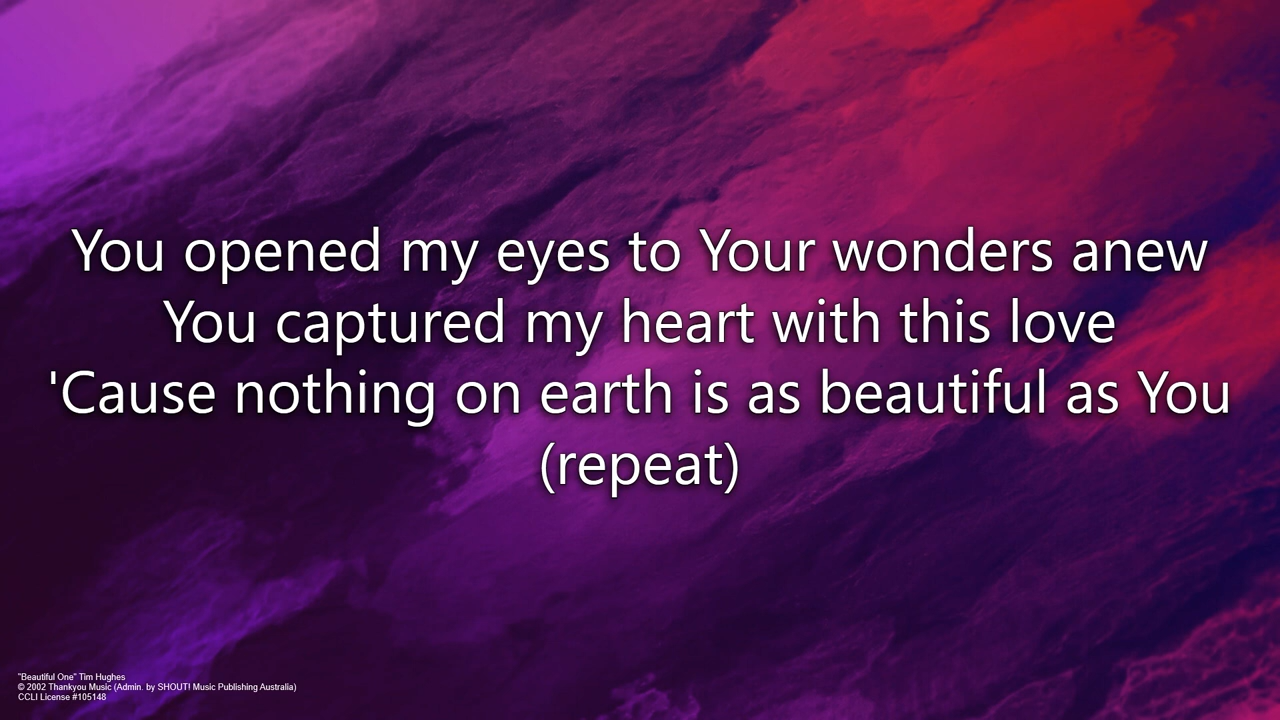 You opened my eyes to Your wonders anew
You captured my heart with this love
'Cause nothing on earth is as beautiful as You
(repeat)
"Beautiful One" Tim Hughes
© 2002 Thankyou Music (Admin. by SHOUT! Music Publishing Australia)
CCLI License #105148